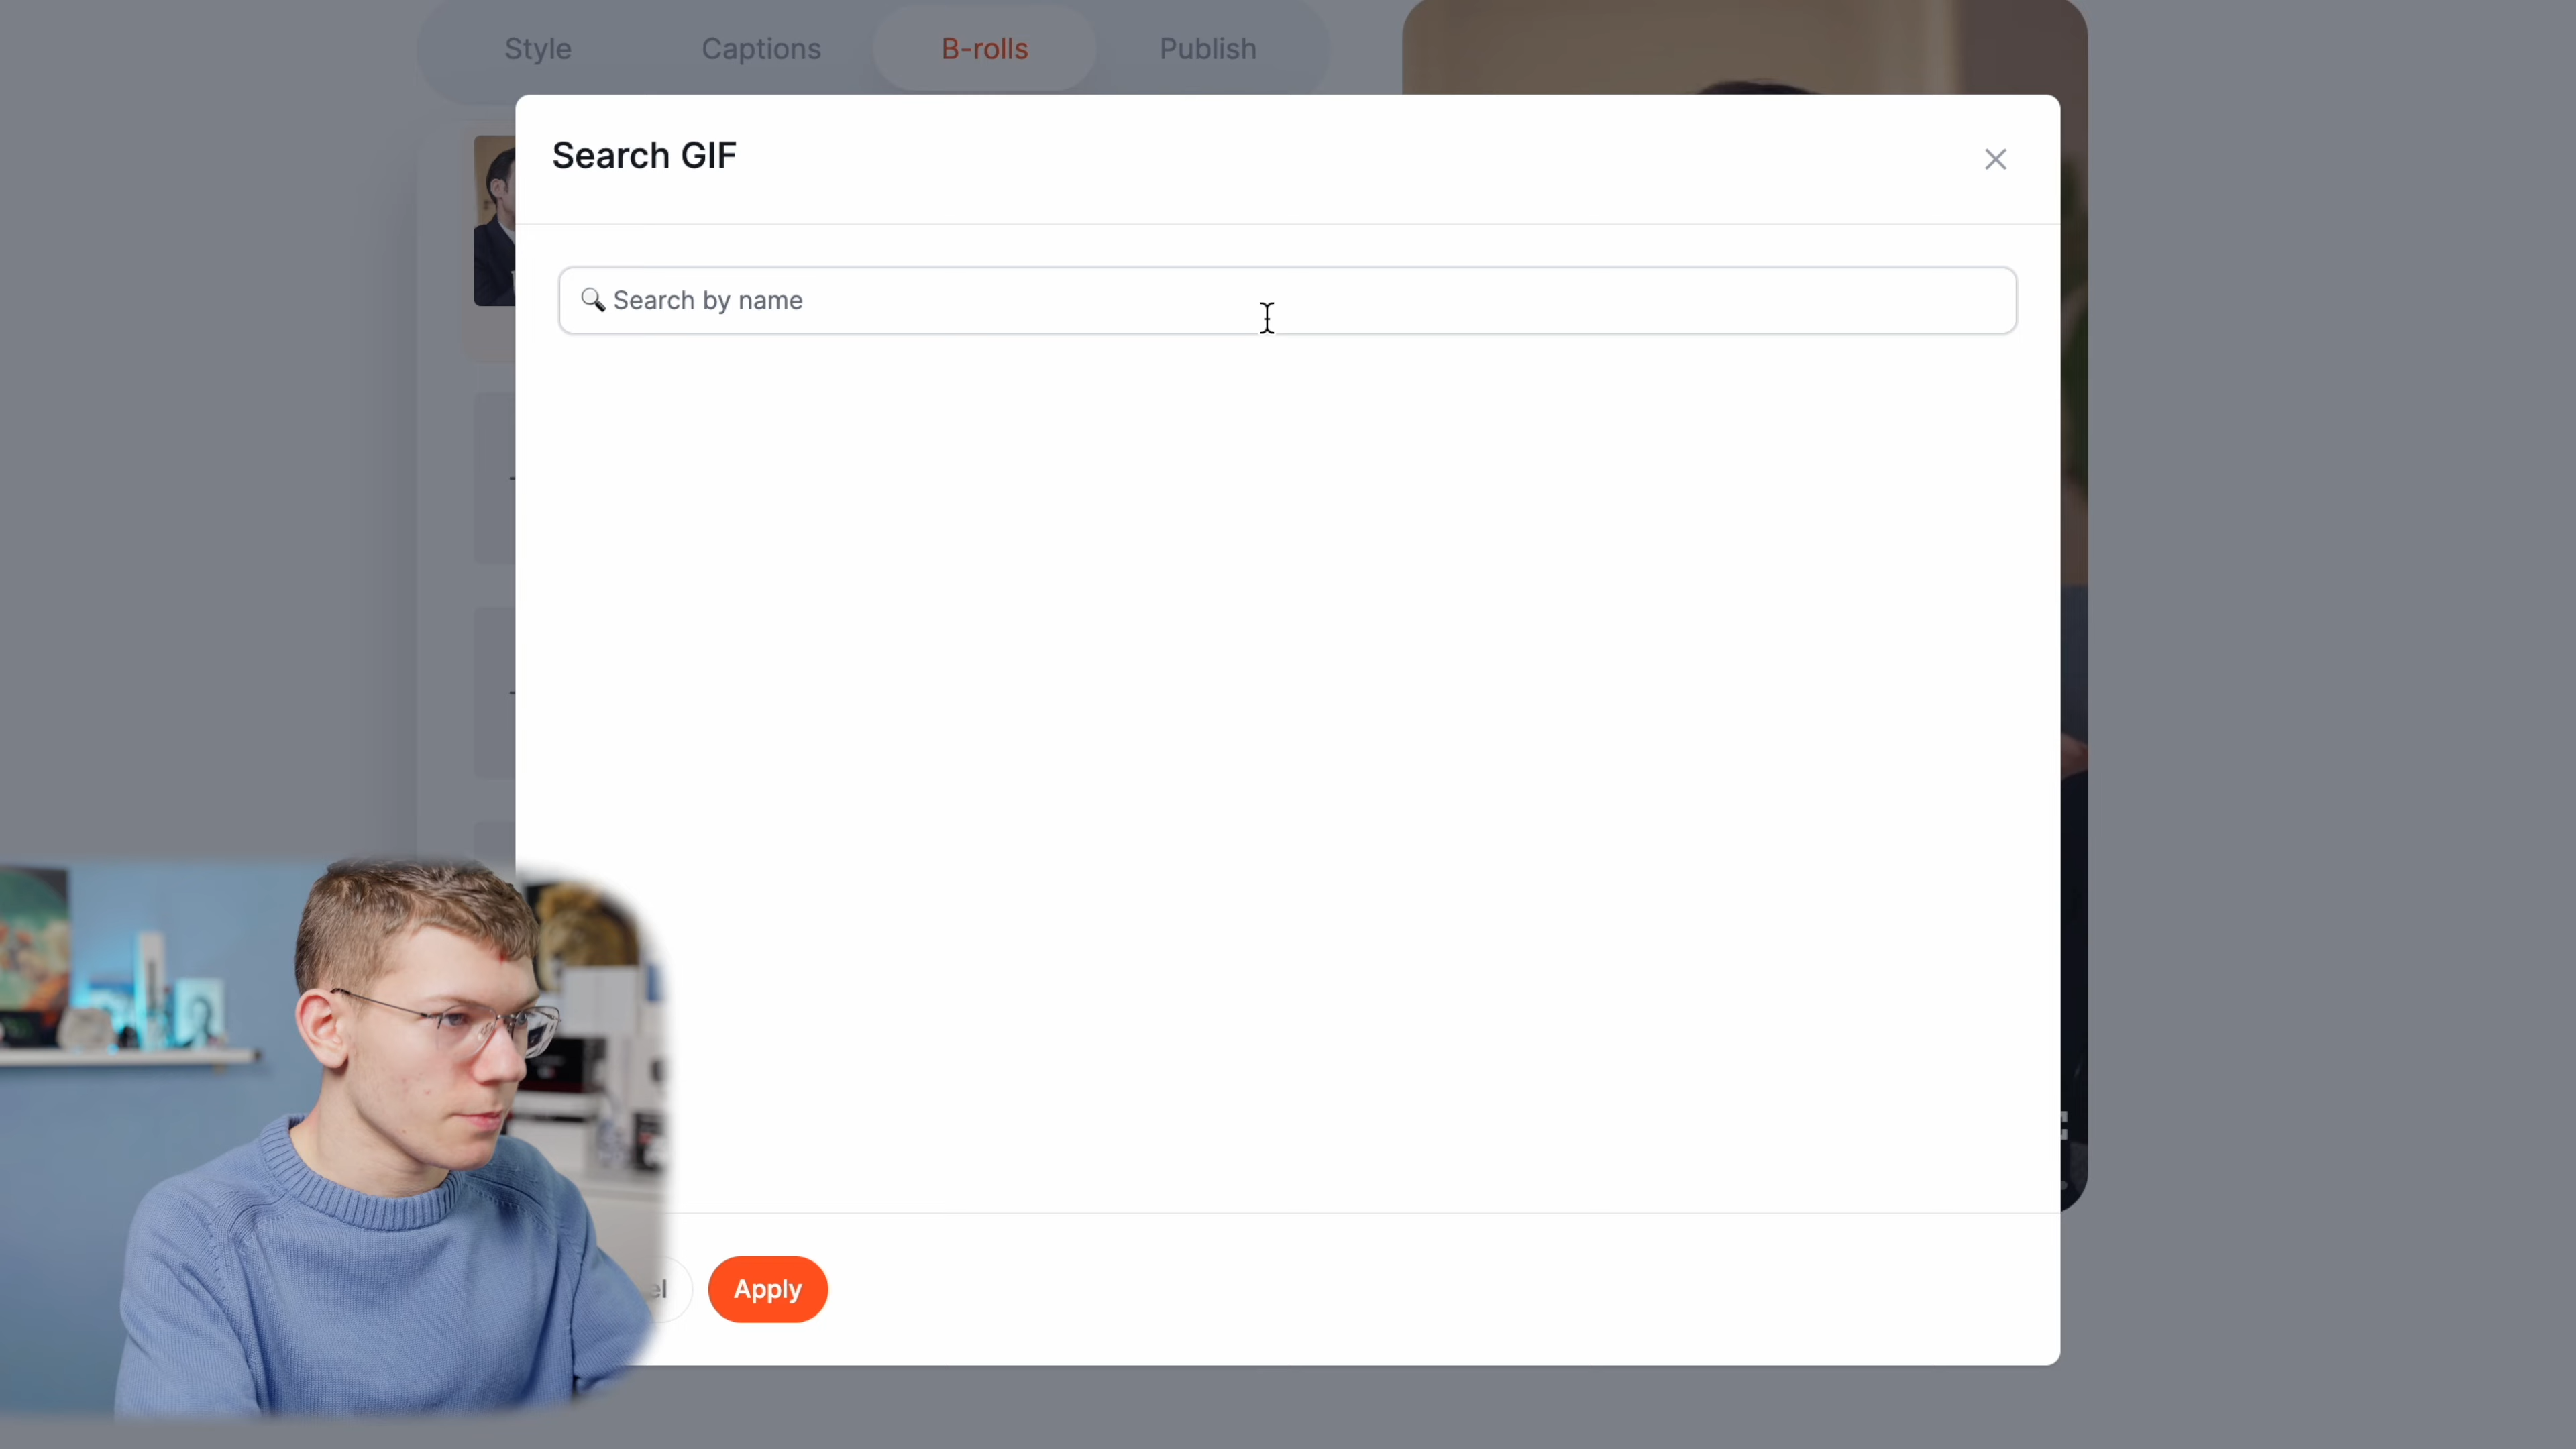 Style
Captions
B-rolls
Publish
Search GIF
🔍 Search by name
Apply